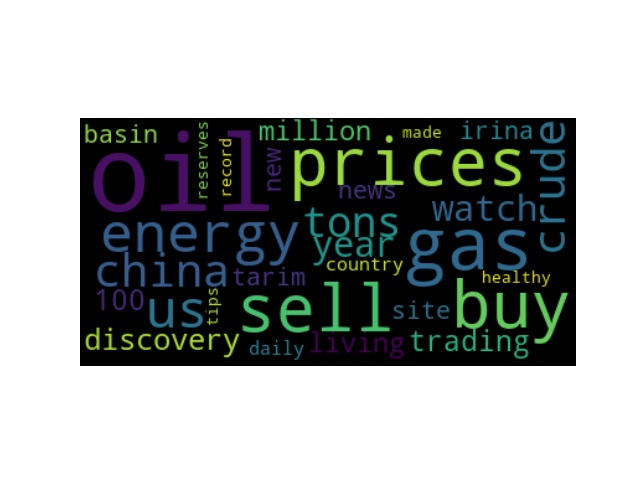 basin
oil
reserves
record
new
million
prices
made
irina
crude
news
watch
energy
tons
year
gas
china
tarim
country
healthy
100
us
tips
sell
site
buy
discovery
daily
living
trading